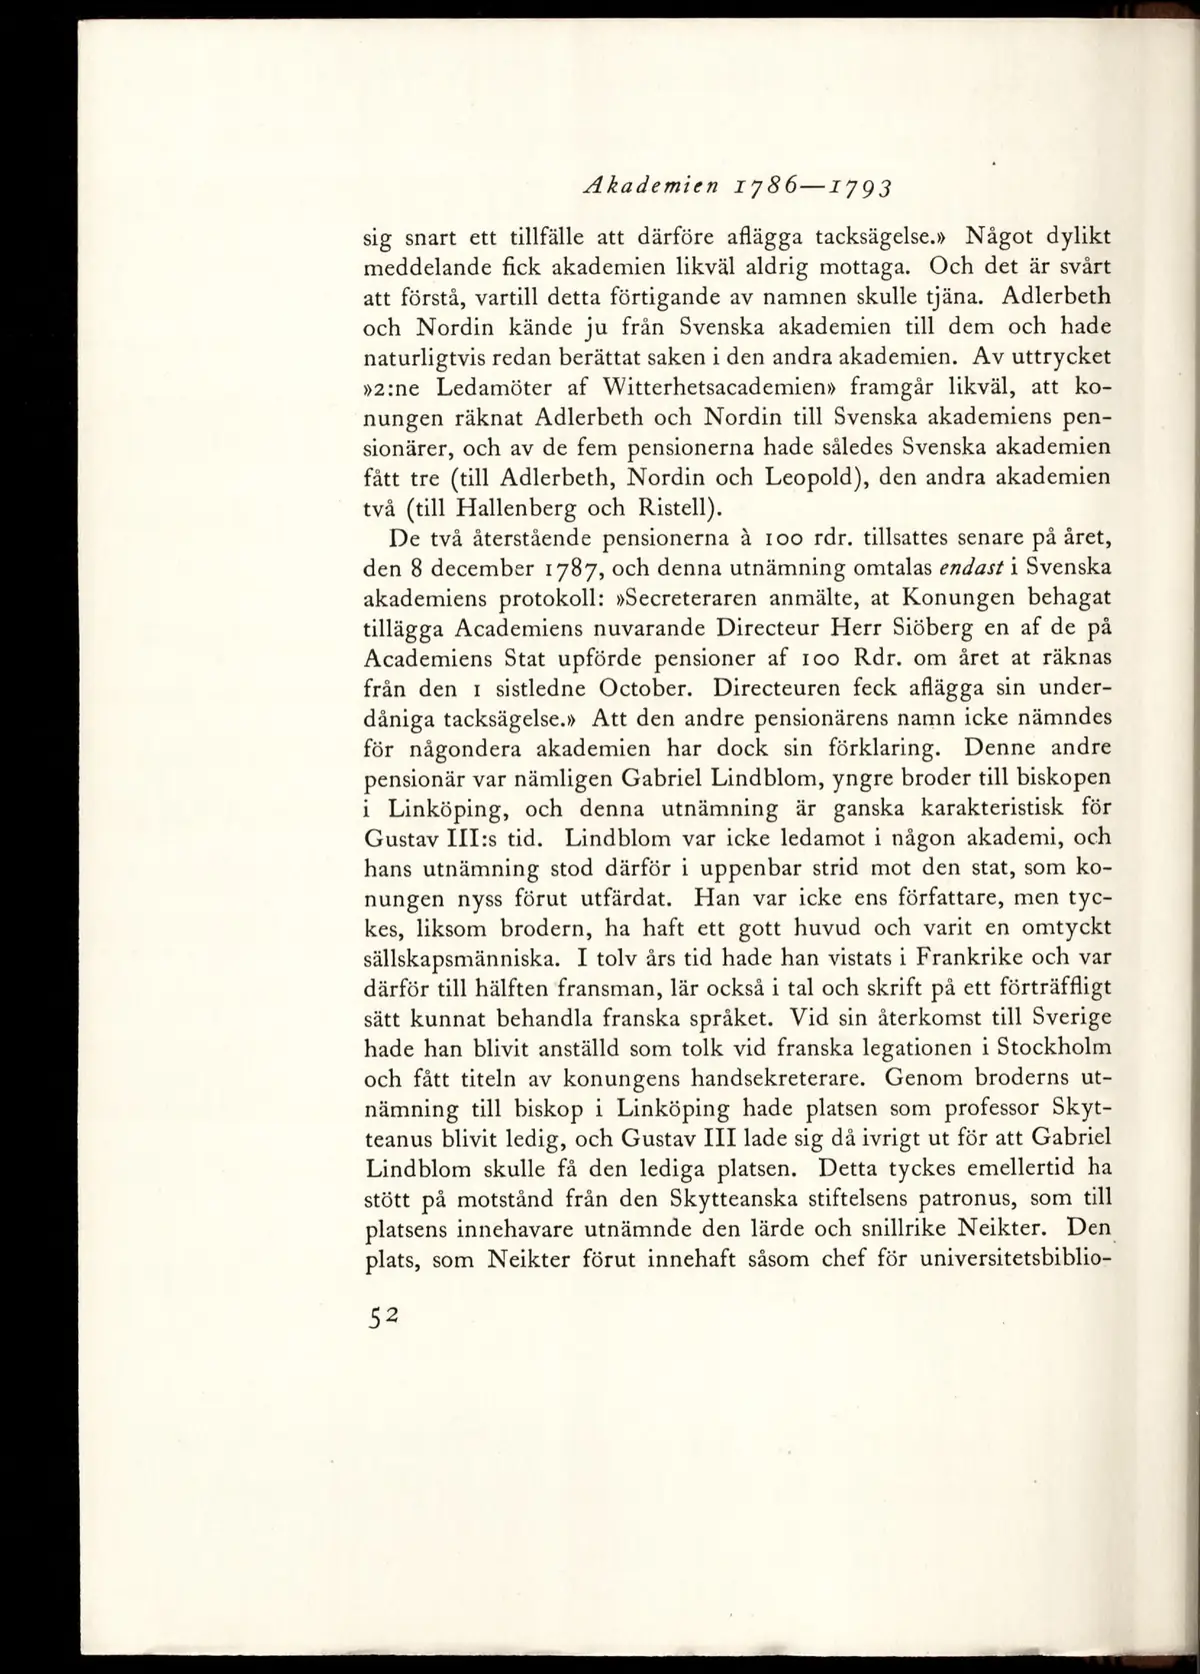 Akademien 1786—1793
sig snart ett tillfälle att därföre aflägga tacksägelse.» Något dylikt
meddelande fick akademien likväl aldrig mottaga. Och det är svårt
att förstå, vartill detta förtigande av namnen skulle tjäna. Adlerbeth
och Nordin kände ju från Svenska akademien till dem och hade
naturligtvis redan berättat saken i den andra akademien. Av uttrycket
»2:ne Ledamöter af Witterhetsacademien» framgår likväl, att ko-
nungen räknat Adlerbeth och Nordin till Svenska akademiens pen-
sionärer, och av de fem pensionerna hade således Svenska akademien
fått tre (till Adlerbeth, Nordin och Leopold), den andra akademien
två (till Hallenberg och Ristell).
De två återstående pensionerna à 100 rdr. tillsattes senare på året,
den 8 december 1787, och denna utnämning omtalas endast i Svenska
akademiens protokoll: »Secreteraren anmälte, at Konungen behagat
tillägga Academiens nuvarande Directeur Herr Siöberg en af de på
Academiens Stat upförde pensioner af 100 Rdr. om året at räknas
från den 1 sistledne October. Directeuren feck aflägga sin under-
dåniga tacksägelse.» Att den andre pensionärens namn icke nämndes
för någondera akademien har dock sin förklaring. Denne andre
pensionär var nämligen Gabriel Lindblom, yngre broder till biskopen
i Linköping, och denna utnämning är ganska karakteristisk för
Gustav III:s tid. Lindblom var icke ledamot i någon akademi, och
hans utnämning stod därför i uppenbar strid mot den stat, som ko-
nungen nyss förut utfärdat. Han var icke ens författare, men tyc-
kes, liksom brodern, ha haft ett gott huvud och varit en omtyckt
sällskapsmänniska. I tolv års tid hade han vistats i Frankrike och var
därför till hälften fransman, lär också i tal och skrift på ett förträffligt
sätt kunnat behandla franska språket. Vid sin återkomst till Sverige
hade han blivit anställd som tolk vid franska legationen i Stockholm
och fått titeln av konungens handsekreterare. Genom broderns ut-
nämning till biskop i Linköping hade platsen som professor Skyt-
teanus blivit ledig, och Gustav III lade sig då ivrigt ut för att Gabriel
Lindblom skulle få den lediga platsen. Detta tyckes emellertid ha
stött på motstånd från den Skytteanska stiftelsens patronus, som till
platsens innehavare utnämnde den lärde och snillrike Neikter. Den
plats, som Neikter förut innehaft såsom chef för universitetsbiblio-
52